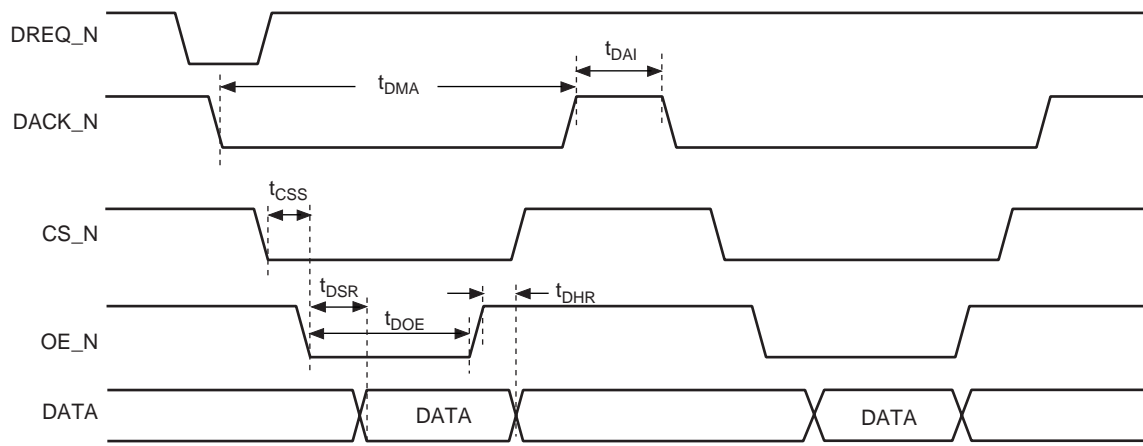 DREQ_N
tDAI
tDMA
DACK_N
tCSS
CS_N
tDSR
tDHR
tDOE
OE_N
DATA
DATA
DATA